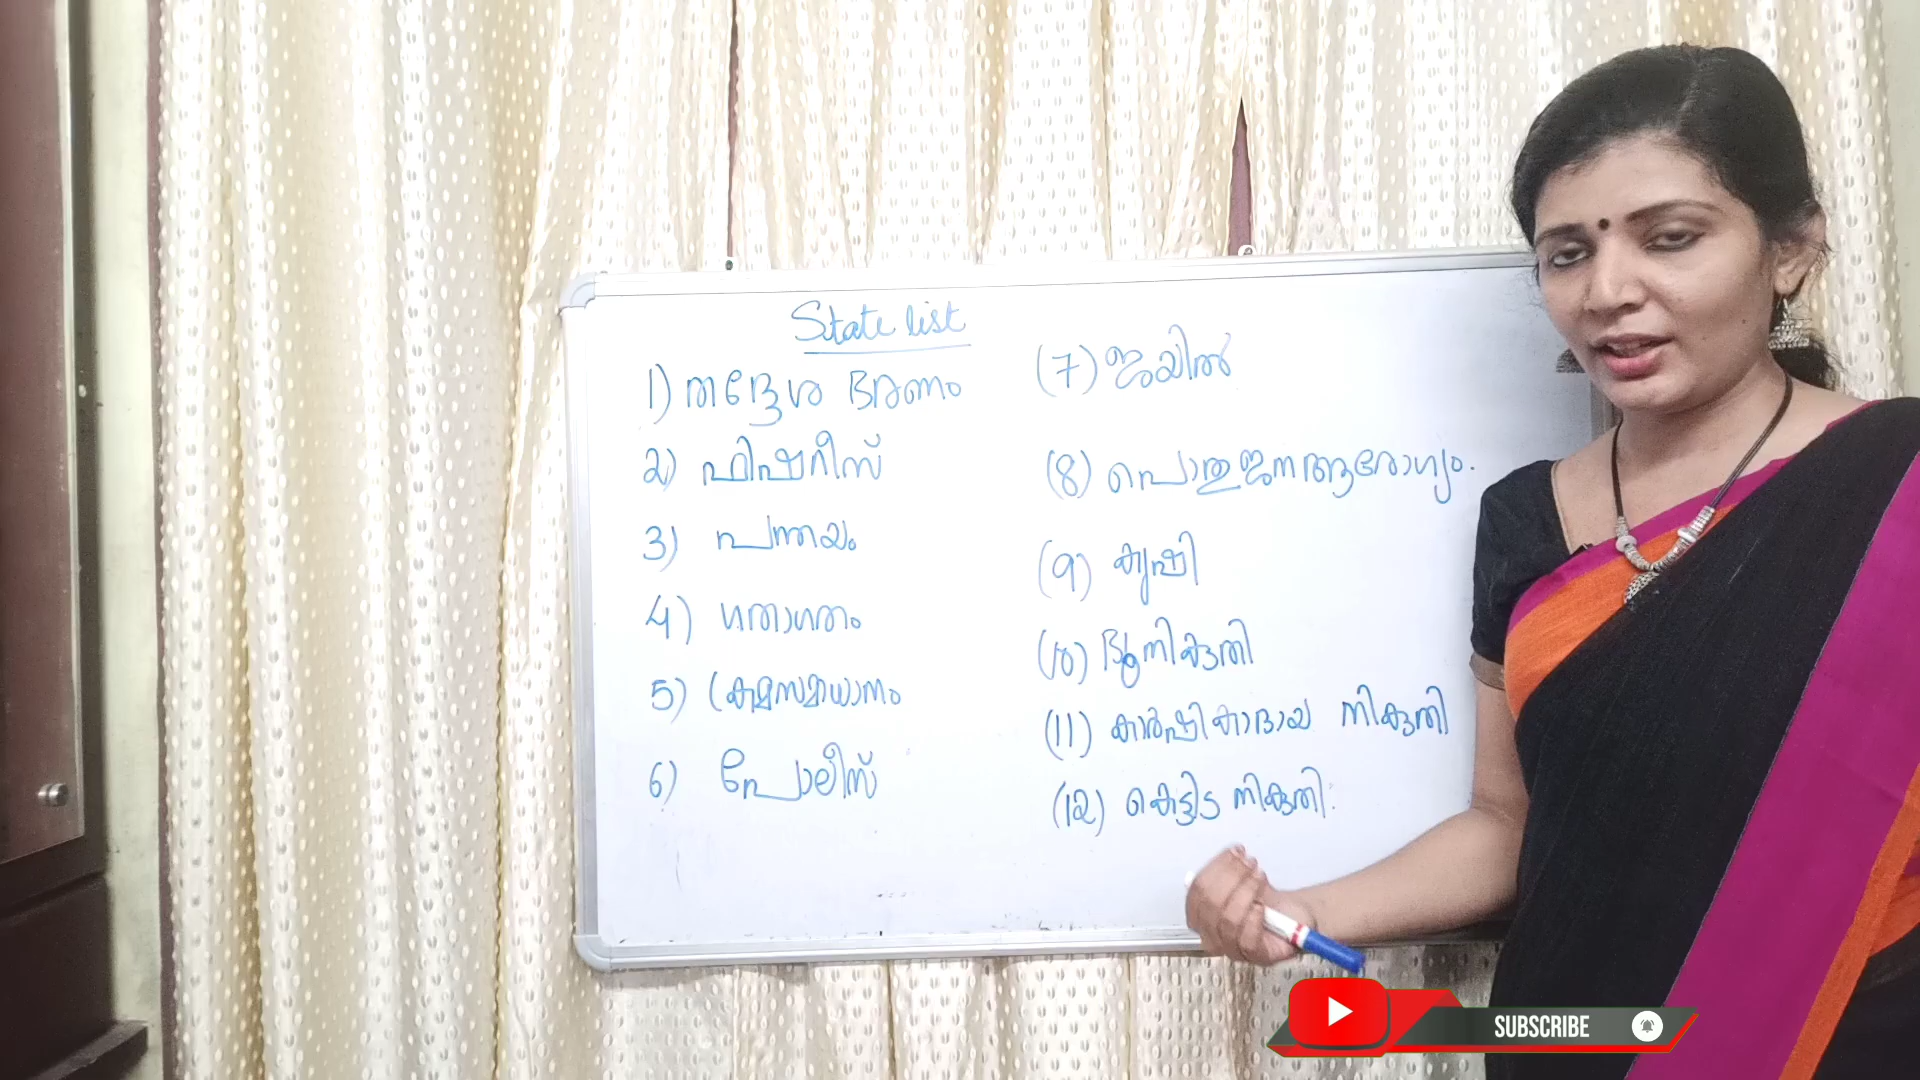 State list
1) തദ്ദേശ ഭരണം
2) ഫിഷറീസ്
3) പന്തയം
4) ഗതാഗതം
5) ക്രമസമാധാനം
6) പോലീസ്
(7) ജയിൽ
(8) പൊതുജനആരോഗ്യം.
(9) കൃഷി
(10) ഭൂനികുതി
(11) കാർഷികാദായ നികുതി
(12) കെട്ടിട നികുതി.
SUBSCRIBE